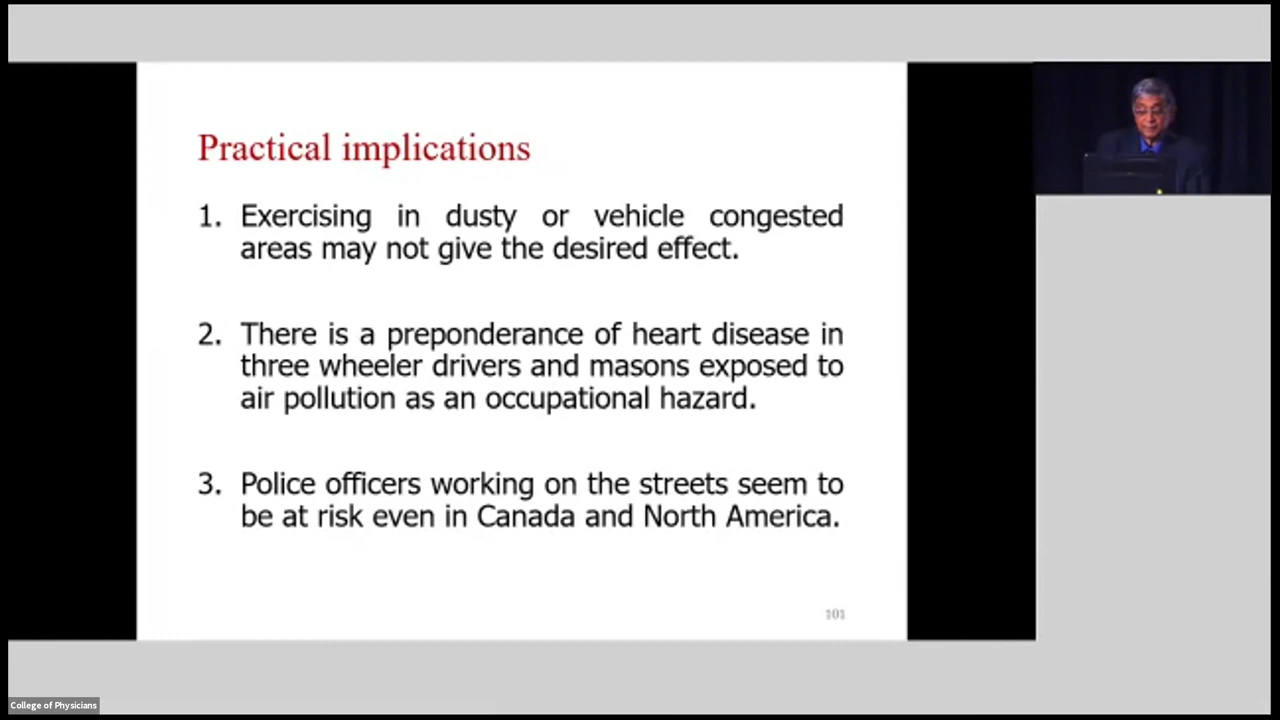 Practical implications
1. Exercising in dusty or vehicle congested
areas may not give the desired effect.
2. There is a preponderance of heart disease in
three wheeler drivers and masons exposed to
air pollution as an occupational hazard.
3. Police officers working on the streets seem to
be at risk even in Canada and North America.
101
College of Physicians